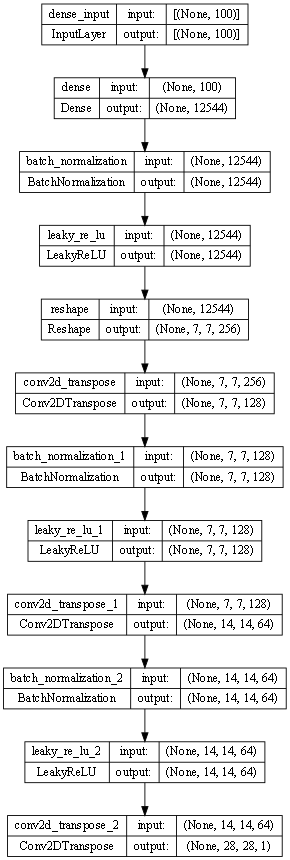 dense_input input: [(None, 100)]
InputLayer output: [(None, 100)]
dense input: (None, 100)
Dense output: (None, 12544)
batch_normalization input: (None, 12544)
BatchNormalization output: (None, 12544)
leaky_re_lu input: (None, 12544)
LeakyReLU output: (None, 12544)
reshape input: (None, 12544)
Reshape output: (None, 7, 7, 256)
conv2d_transpose input: (None, 7, 7, 256)
Conv2DTranspose output: (None, 7, 7, 128)
batch_normalization_1 input: (None, 7, 7, 128)
BatchNormalization output: (None, 7, 7, 128)
leaky_re_lu_1 input: (None, 7, 7, 128)
LeakyReLU output: (None, 7, 7, 128)
conv2d_transpose_1 input: (None, 7, 7, 128)
Conv2DTranspose output: (None, 14, 14, 64)
batch_normalization_2 input: (None, 14, 14, 64)
BatchNormalization output: (None, 14, 14, 64)
leaky_re_lu_2 input: (None, 14, 14, 64)
LeakyReLU output: (None, 14, 14, 64)
conv2d_transpose_2 input: (None, 14, 14, 64)
Conv2DTranspose output: (None, 28, 28, 1)